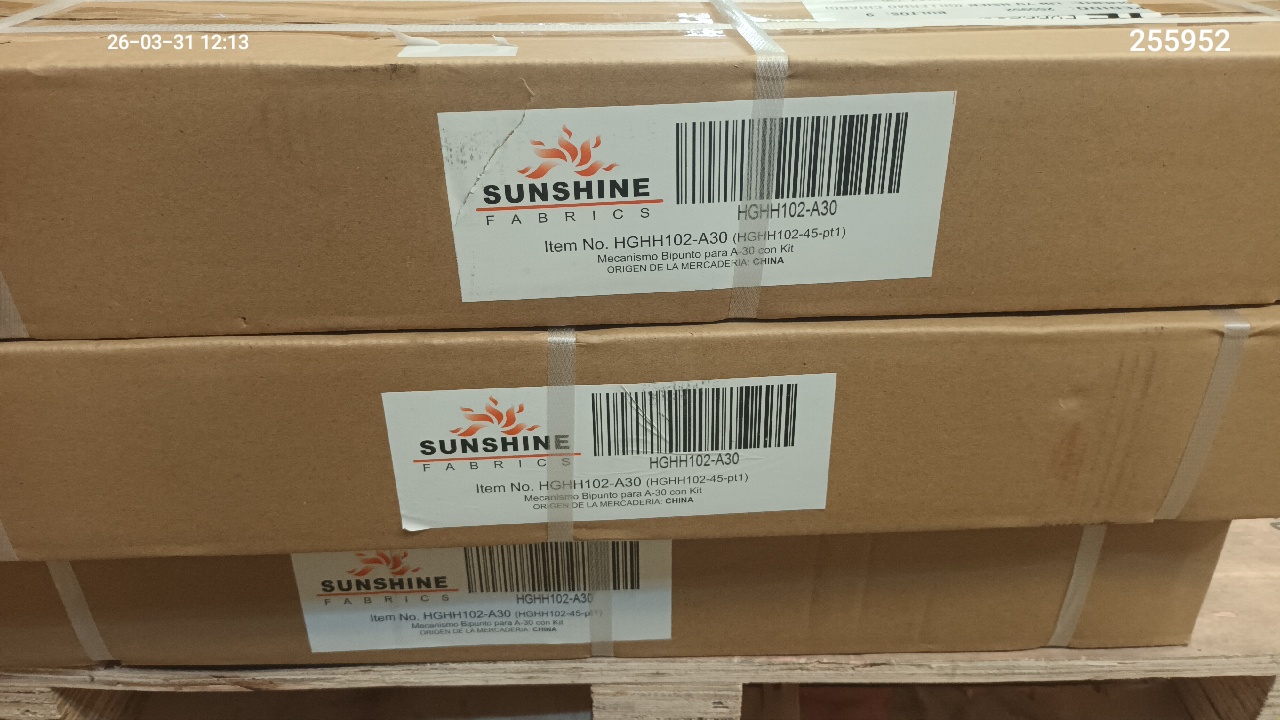 26-03-31 12:13
255952
BULTOS: 9
255952
SUNSHINE
FABRICS
HGHH102-A30
Item No. HGHH102-A30 (HGHH102-45-pt1)
Mecanismo Bipunto para A-30 con Kit
ORIGEN DE LA MERCADERIA: CHINA
SUNSHINE
FABRICS
HGHH102-A30
Item No. HGHH102-A30 (HGHH102-45-pt1)
Mecanismo Bipunto para A-30 con Kit
ORIGEN DE LA MERCADERIA: CHINA
SUNSHINE
FABRICS
HGHH102-A30
Item No. HGHH102-A30 (HGHH102-45-pt1)
Mecanismo Bipunto para A-30 con Kit
ORIGEN DE LA MERCADERIA: CHINA